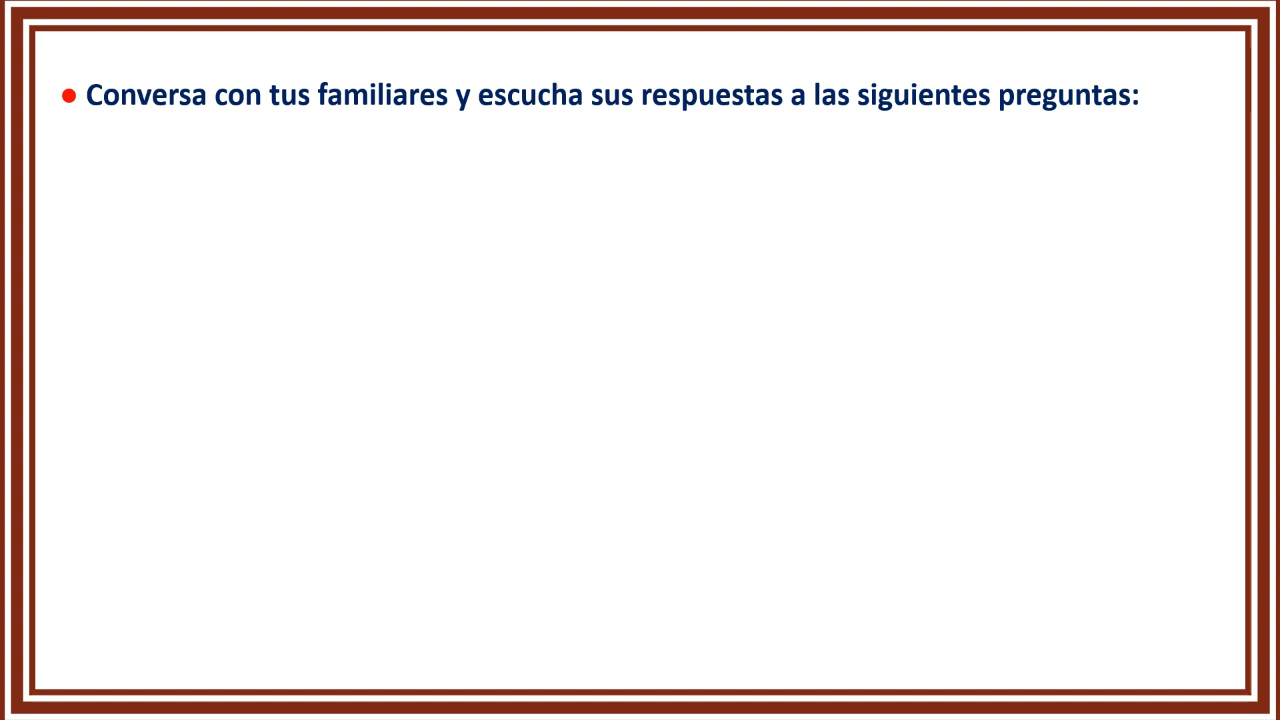 ● Conversa con tus familiares y escucha sus respuestas a las siguientes preguntas: